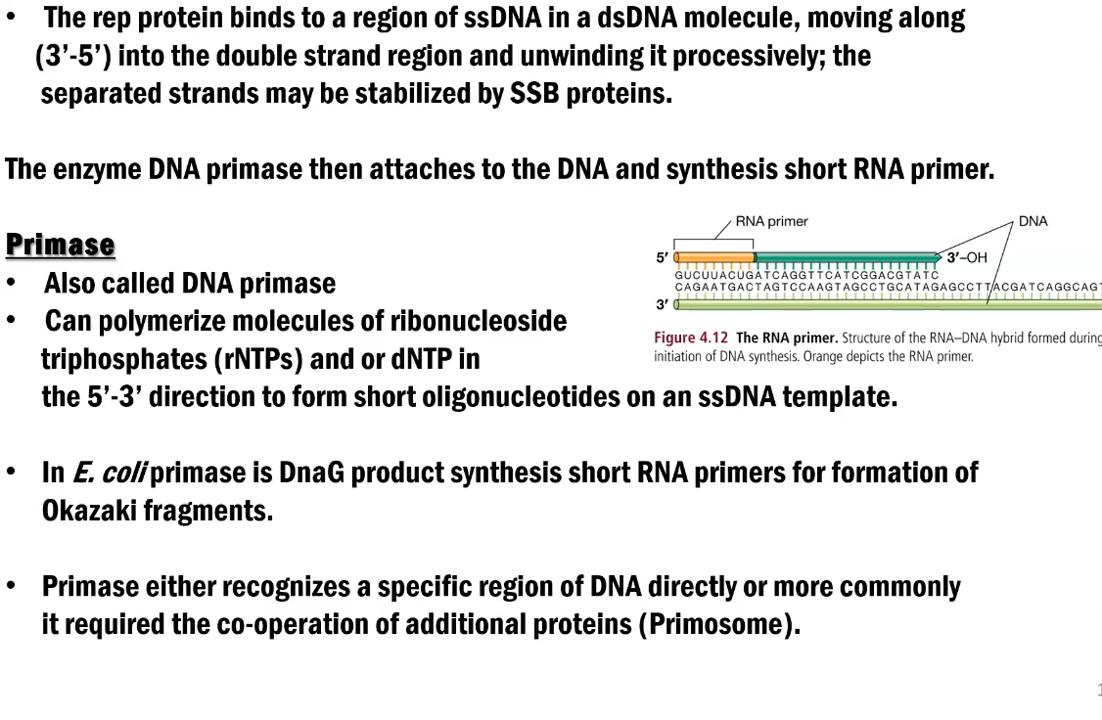 • The rep protein binds to a region of ssDNA in a dsDNA molecule, moving along
(3’-5’) into the double strand region and unwinding it processively; the
separated strands may be stabilized by SSB proteins.
The enzyme DNA primase then attaches to the DNA and synthesis short RNA primer.
Primase
• Also called DNA primase
• Can polymerize molecules of ribonucleoside
triphosphates (rNTPs) and or dNTP in
the 5’-3’ direction to form short oligonucleotides on an ssDNA template.
RNA primer
DNA
5′
3′–OH
GUCUUACUGATCAGGTTCATCGGACGTATC
CAGAATGACTAGTCCAAGTAGCCTGCATAGAGCCTTACGATCAGGCAGT
3′
Figure 4.12 The RNA primer. Structure of the RNA–DNA hybrid formed during
initiation of DNA synthesis. Orange depicts the RNA primer.
• In E. coli primase is DnaG product synthesis short RNA primers for formation of
Okazaki fragments.
• Primase either recognizes a specific region of DNA directly or more commonly
it required the co-operation of additional proteins (Primosome).